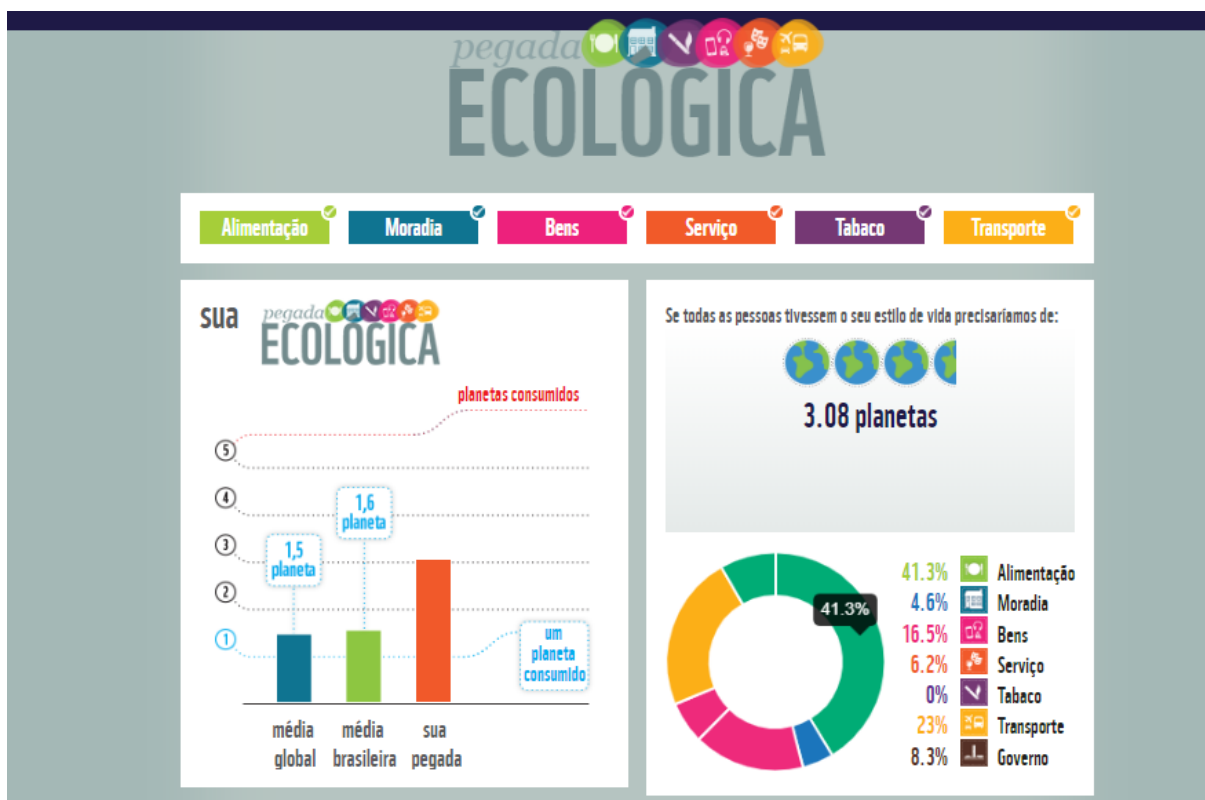 pegada
ECOLÓGICA
Alimentação
Moradia
Bens
Serviço
Tabaco
Transporte
sua
pegada
ECOLÓGICA
planetas consumidos
5
4
3
2
1
1,5
planeta
1,6
planeta
um
planeta
consumido
média
global
média
brasileira
sua
pegada
Se todas as pessoas tivessem o seu estilo de vida precisaríamos de:
3.08 planetas
41.3%
41.3% Alimentação
4.6% Moradia
16.5% Bens
6.2% Serviço
0% Tabaco
23% Transporte
8.3% Governo